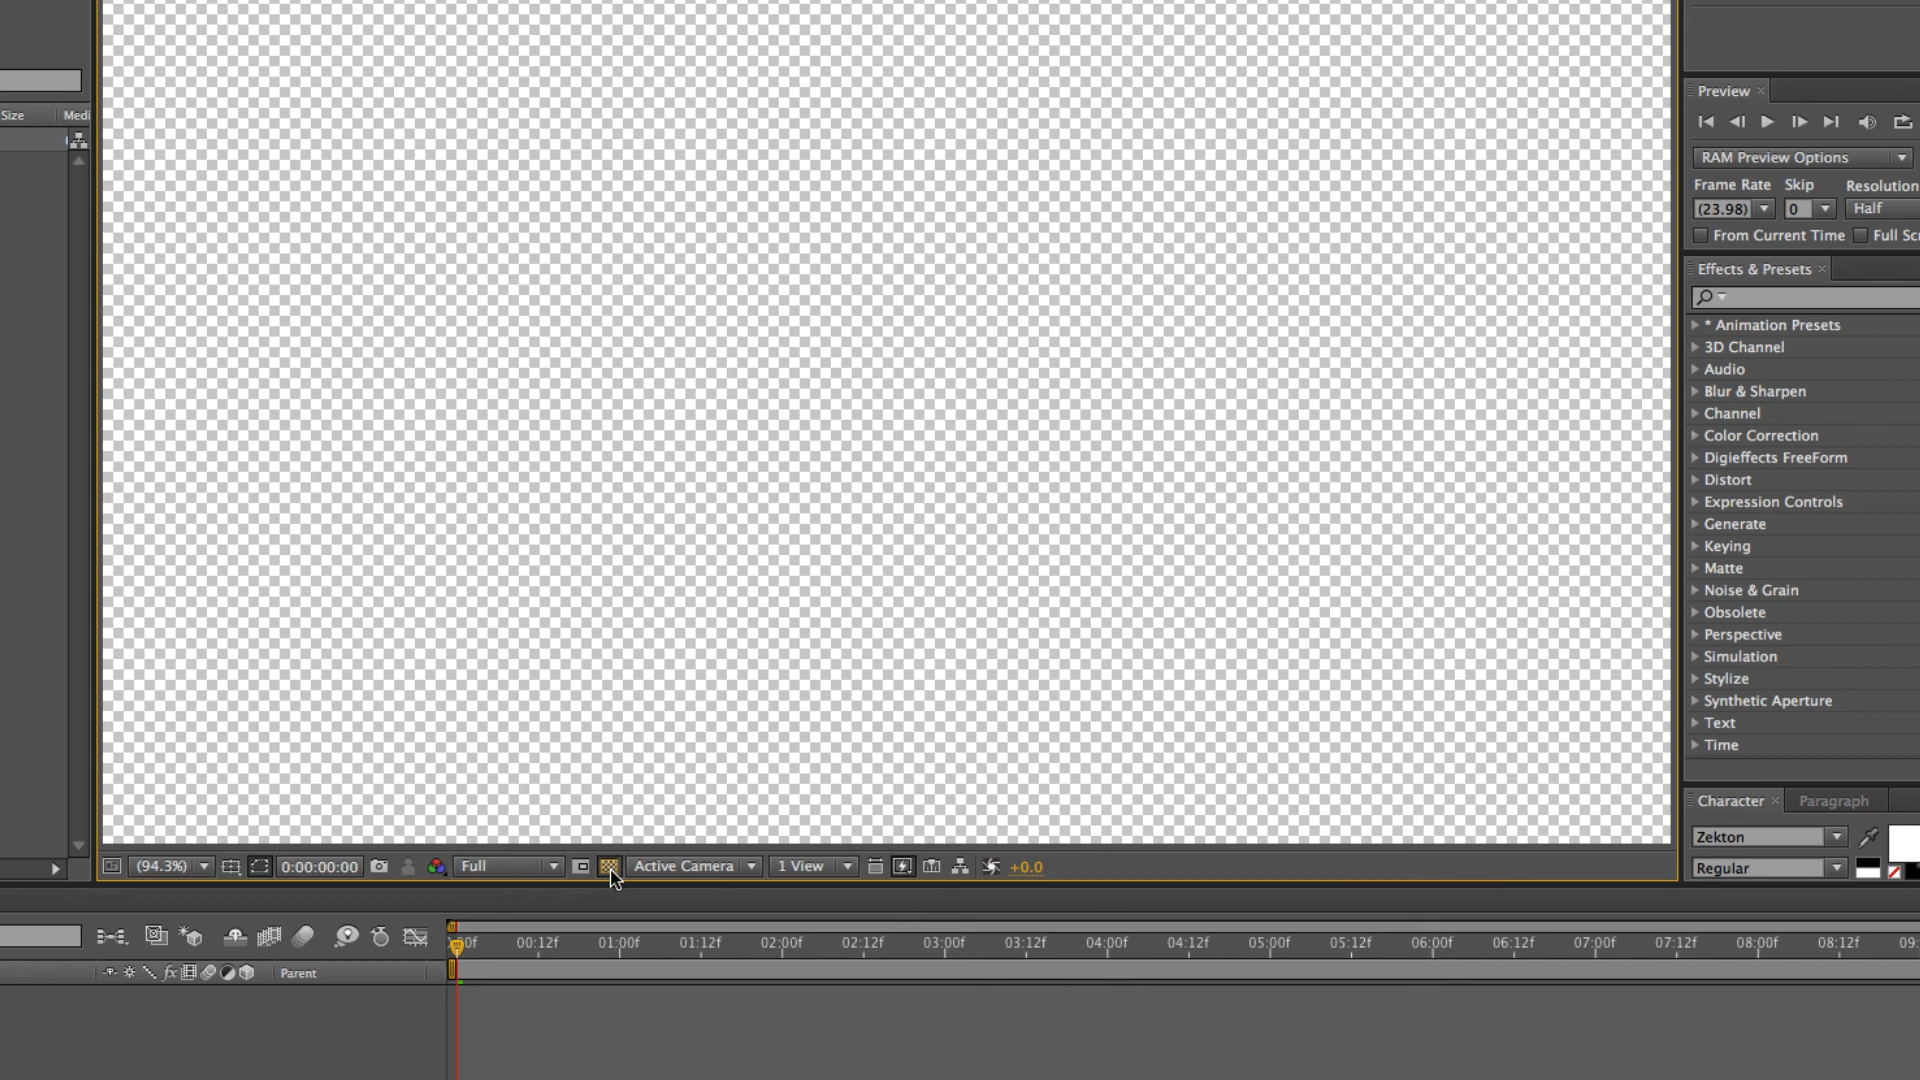 Size Medi
Preview
RAM Preview Options
Frame Rate Skip Resolution
(23.98) 0 Half
From Current Time Full Scr
Effects & Presets
* Animation Presets
3D Channel
Audio
Blur & Sharpen
Channel
Color Correction
Digieffects FreeForm
Distort
Expression Controls
Generate
Keying
Matte
Noise & Grain
Obsolete
Perspective
Simulation
Stylize
Synthetic Aperture
Text
Time
Character Paragraph
Zekton
Regular
(94.3%) 0:00:00:00 Full Active Camera 1 View +0.0
00:12f 01:00f 01:12f 02:00f 02:12f 03:00f 03:12f 04:00f 04:12f 05:00f 05:12f 06:00f 06:12f 07:00f 07:12f 08:00f 08:12f 09:
fx Parent